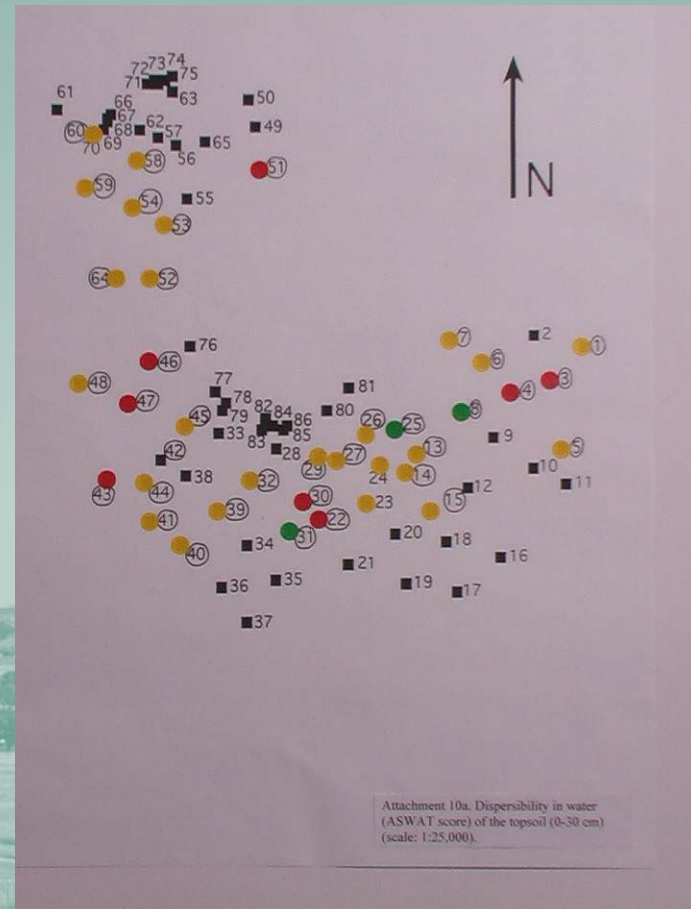 72 73 74
71 75
61 63 50
66
67 62 49
60 68 57 65
70 69 56
58 51
59
54 55
53
N
64 52
76 7 2 1
46 6
48 77 81 4 3
47 78 8
79 82 84 86 80 26 25
45 33 83 85 13 9 5
42 28 27
29 24 14 10
38 32 12 11
43 44 30 23 15
41 39 22
40 34 31 20 18
21 16
36 35 19 17
37
Attachment 10a. Dispersibility in water
(ASWAT score) of the topsoil (0-30 cm)
(scale: 1:25,000).